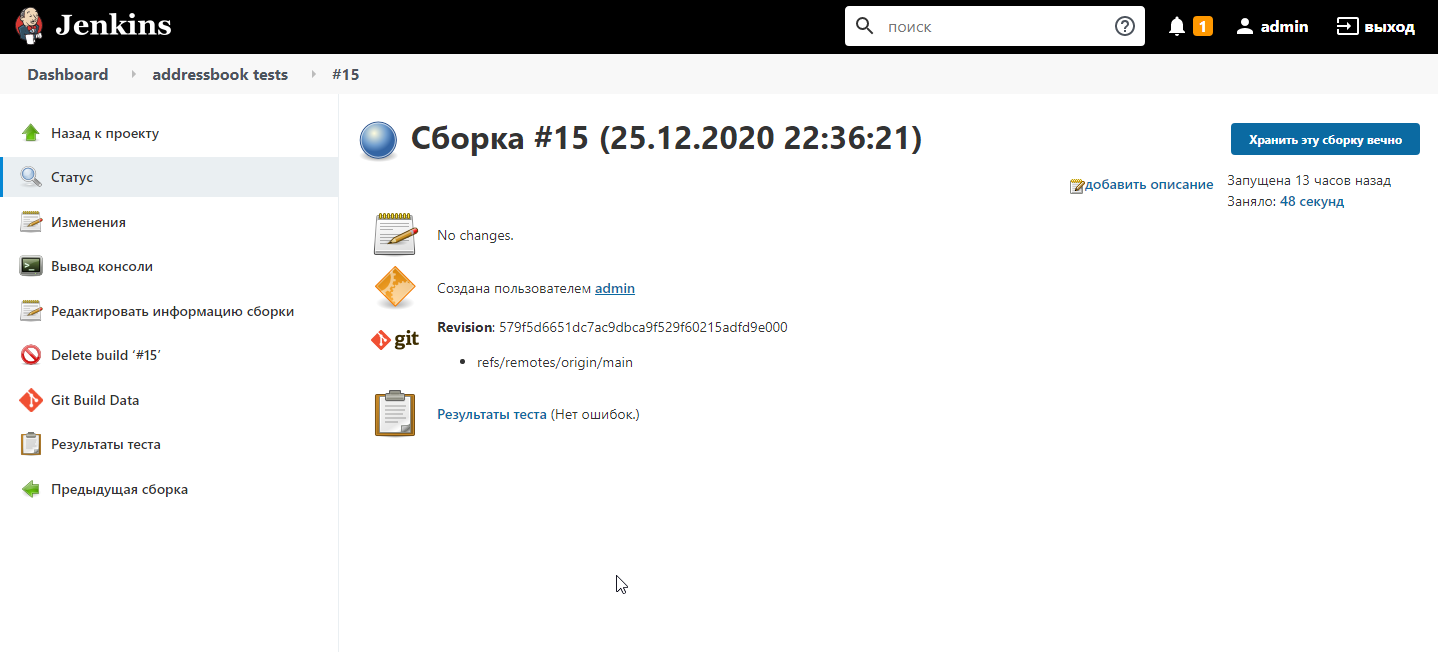 Jenkins
поиск
1
admin
выход
Dashboard
addressbook tests
#15
Назад к проекту
Статус
Изменения
Вывод консоли
Редактировать информацию сборки
Delete build ‘#15’
Git Build Data
Результаты теста
Предыдущая сборка
Сборка #15 (25.12.2020 22:36:21)
Хранить эту сборку вечно
добавить описание
Запущена 13 часов назад
Заняло: 48 секунд
No changes.
Создана пользователем admin
git
Revision: 579f5d6651dc7ac9dbca9f529f60215adfd9e000
refs/remotes/origin/main
Результаты теста (Нет ошибок.)